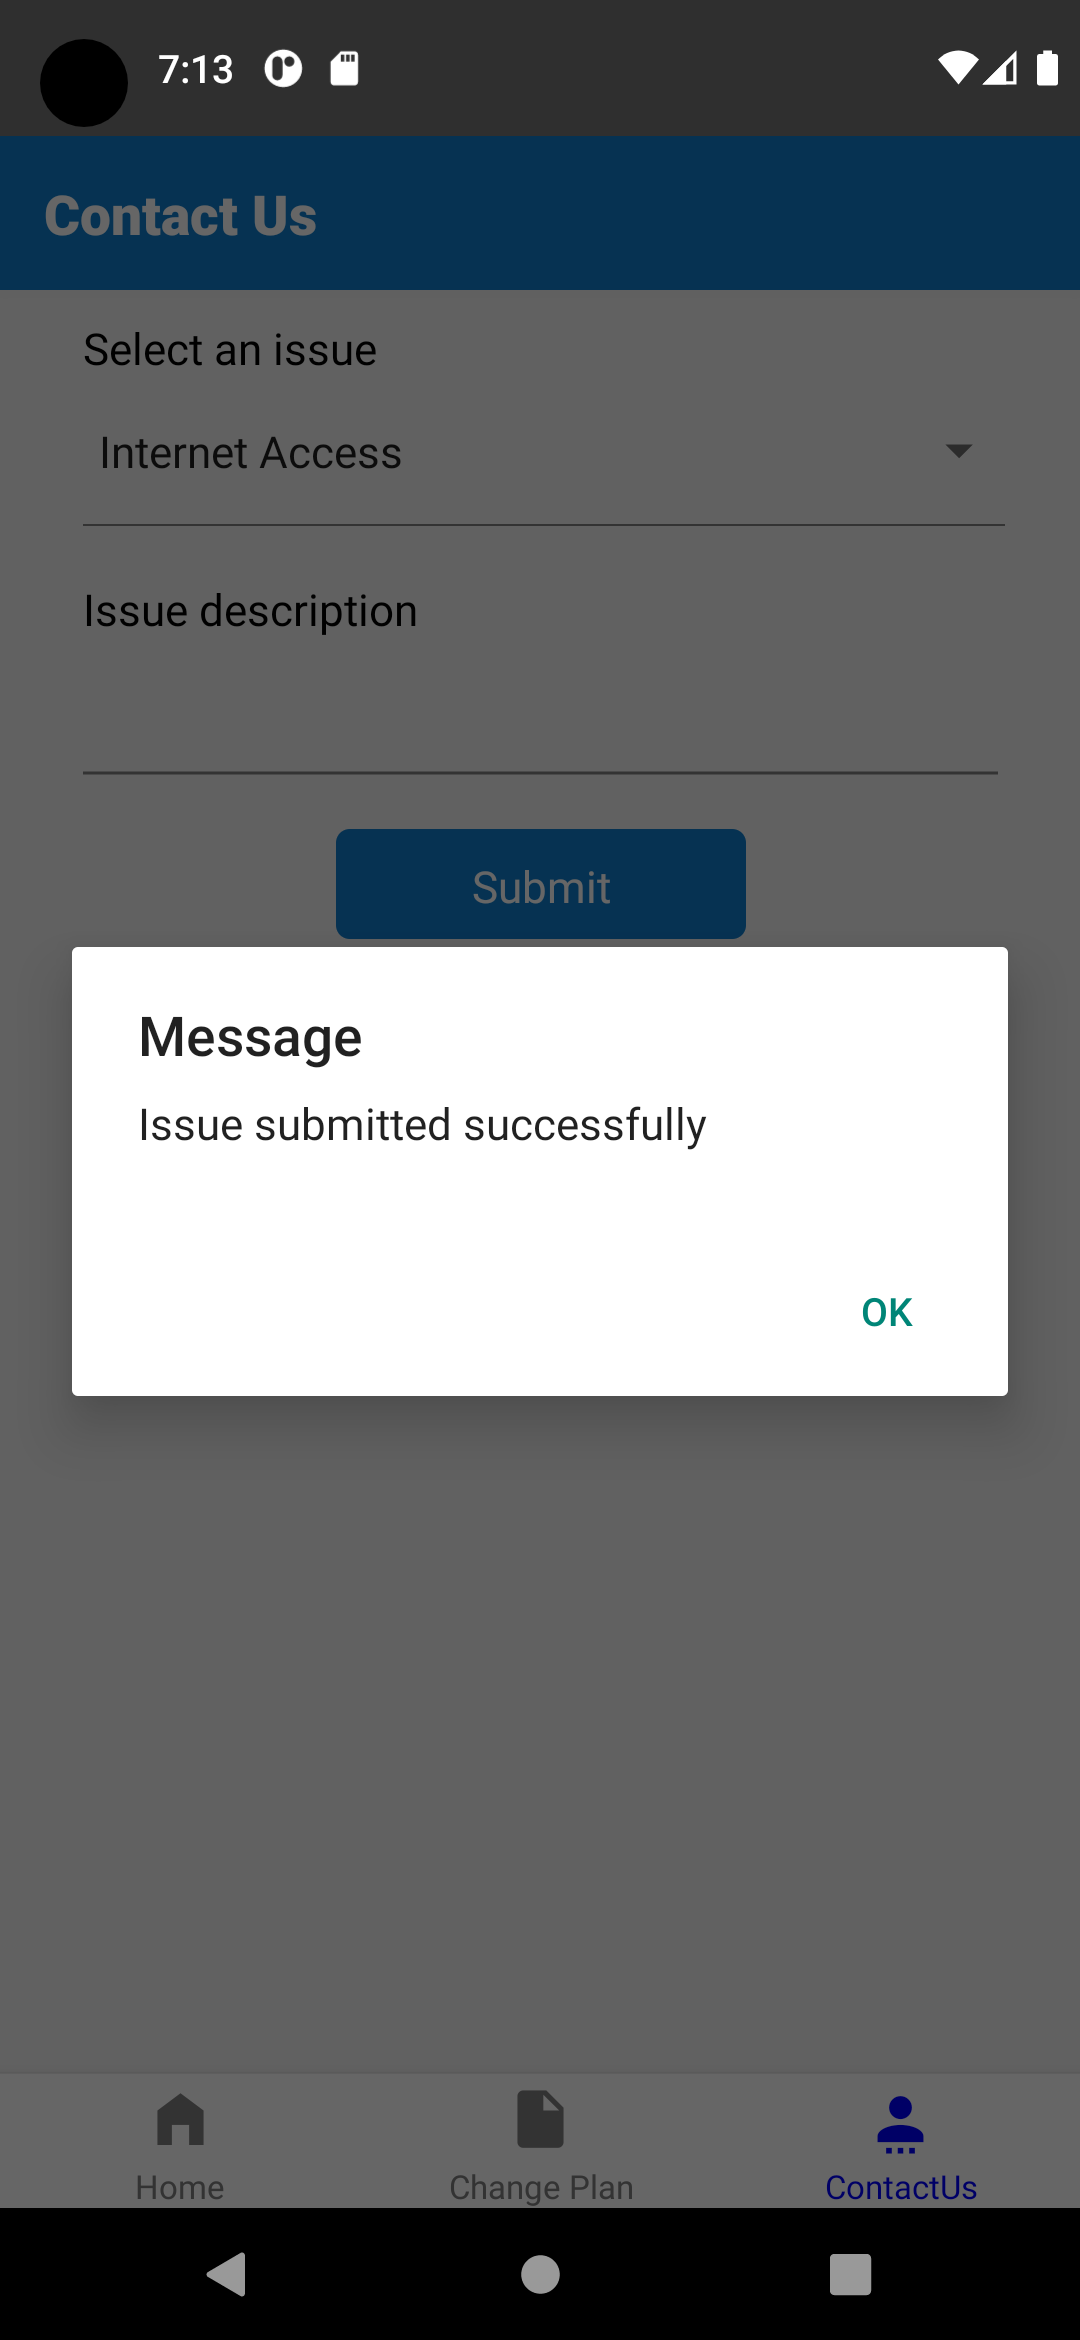 7:13
Contact Us
Select an issue
Internet Access
Issue description
Submit
Message
Issue submitted successfully
OK
Home
Change Plan
ContactUs